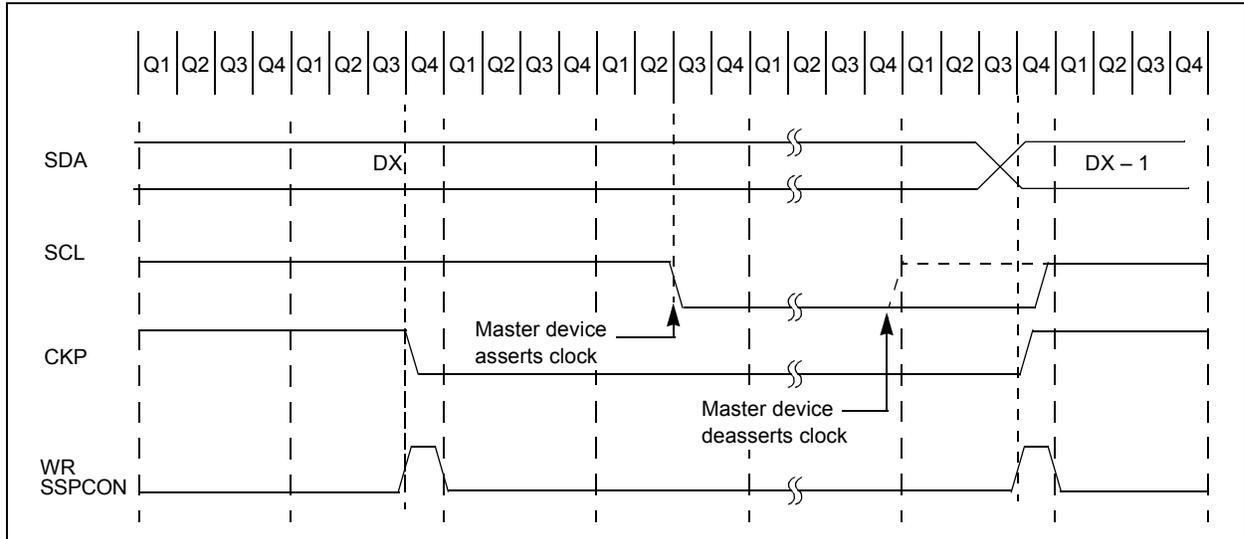 Q1 Q2 Q3 Q4 Q1 Q2 Q3 Q4 Q1 Q2 Q3 Q4 Q1 Q2 Q3 Q4 Q1 Q2 Q3 Q4 Q1 Q2 Q3 Q4 Q1 Q2 Q3 Q4
SDA
DX
DX – 1
SCL
Master device
asserts clock
CKP
Master device
deasserts clock
WR
SSPCON